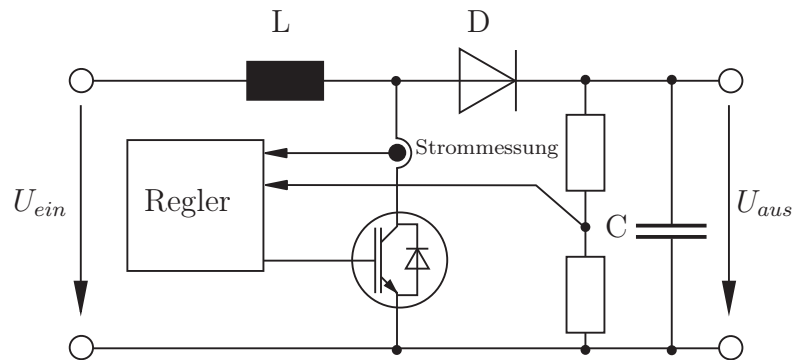 L
D
Strommessung
Regler
U_ein
C
U_aus